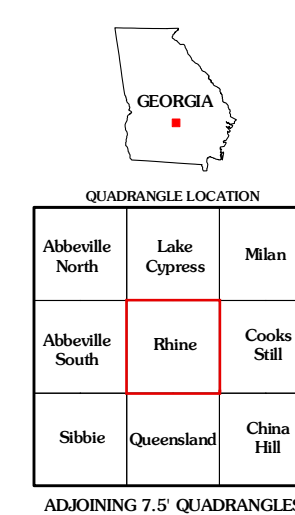 GEORGIA
QUADRANGLE LOCATION
Abbeville
North
Lake
Cypress
Milan
Abbeville
South
Rhine
Cooks
Still
Sibbie
Queensland
China
Hill
ADJOINING 7.5' QUADRANGLES